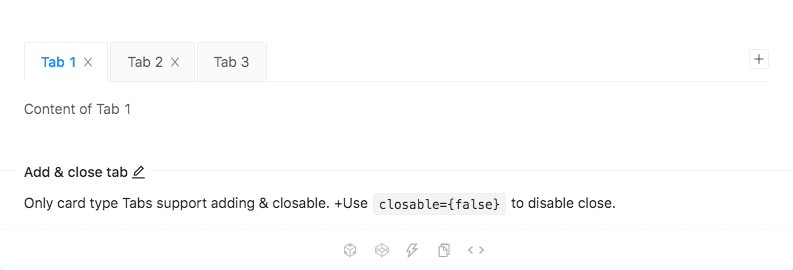 Tab 1 Tab 2 Tab 3
Content of Tab 1
Add & close tab
Only card type Tabs support adding & closable. +Use closable={false} to disable close.